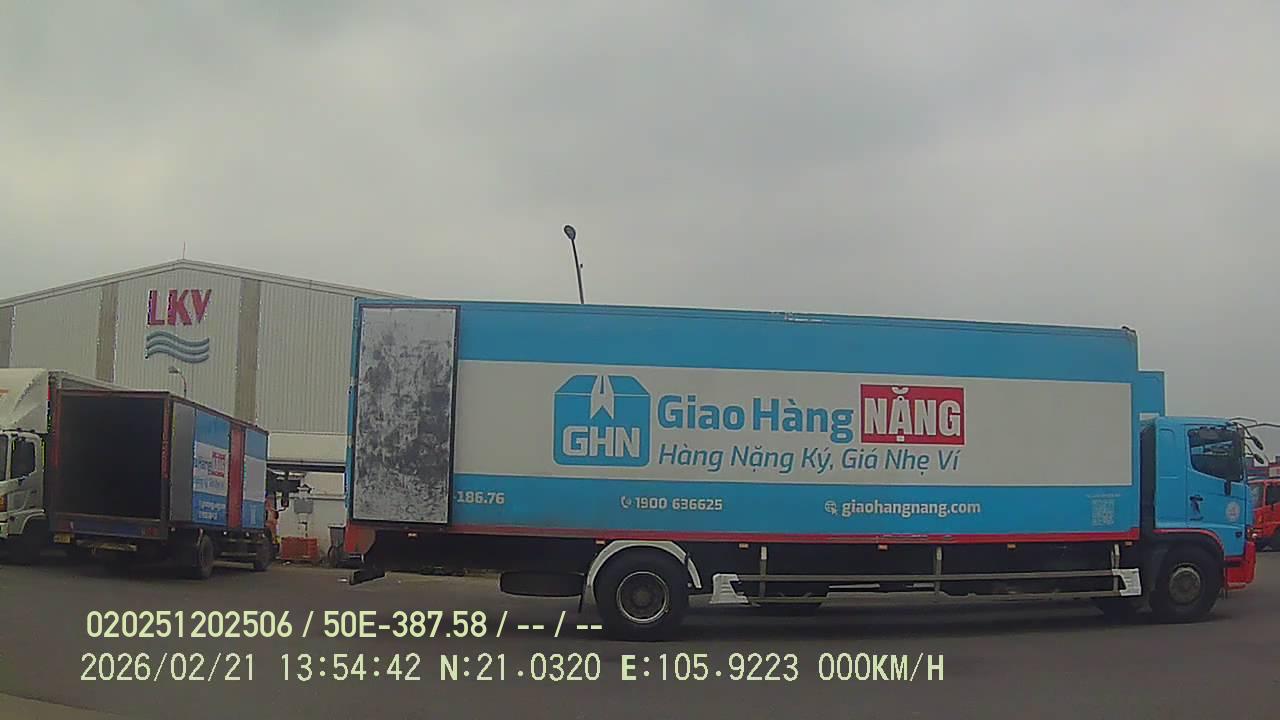 LKV
GHN
Giao Hàng NẶNG
Hàng Nặng Ký, Giá Nhẹ Ví
-186.76
1900 636625
giaohangnang.com
020251202506 / 50E-387.58 / -- / --
2026/02/21 13:54:42 N:21.0320 E:105.9223 000KM/H